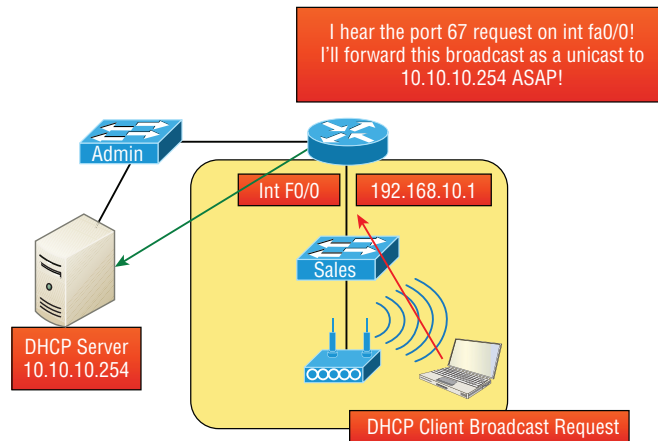 I hear the port 67 request on int fa0/0!
I'll forward this broadcast as a unicast to
10.10.10.254 ASAP!
Admin
Int F0/0
192.168.10.1
Sales
DHCP Server
10.10.10.254
DHCP Client Broadcast Request